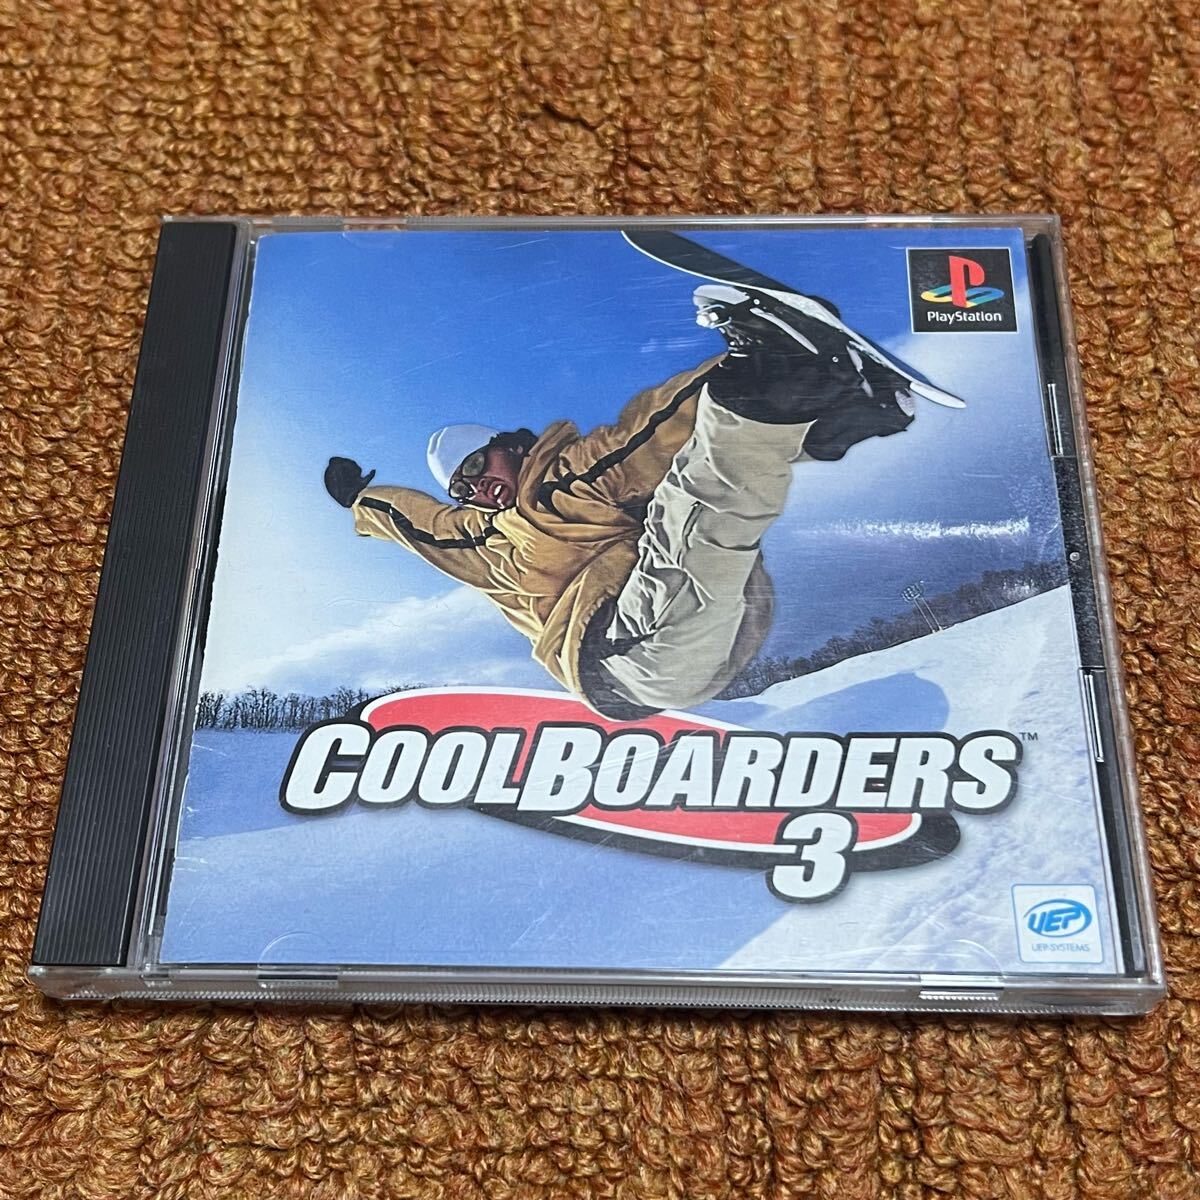 PlayStation
COOLBOARDERS™
3
UEP
UEP-SYSTEMS